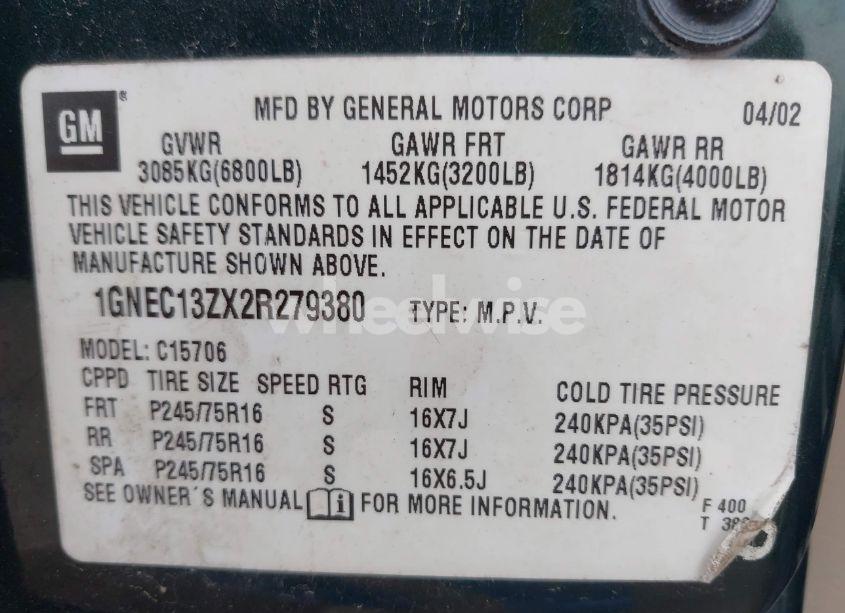 GM ®
MFD BY GENERAL MOTORS CORP 04/02
GVWR GAWR FRT GAWR RR
3085KG(6800LB) 1452KG(3200LB) 1814KG(4000LB)
THIS VEHICLE CONFORMS TO ALL APPLICABLE U.S. FEDERAL MOTOR
VEHICLE SAFETY STANDARDS IN EFFECT ON THE DATE OF
MANUFACTURE SHOWN ABOVE.
1GNEC13ZX2R279380 TYPE: M.P.V.
wheelwise
MODEL: C15706
CPPD TIRE SIZE SPEED RTG RIM COLD TIRE PRESSURE
FRT P245/75R16 S 16X7J 240KPA(35PSI)
RR P245/75R16 S 16X7J 240KPA(35PSI)
SPA P245/75R16 S 16X6.5J 240KPA(35PSI)
SEE OWNER´S MANUAL i FOR MORE INFORMATION.
F 400
T